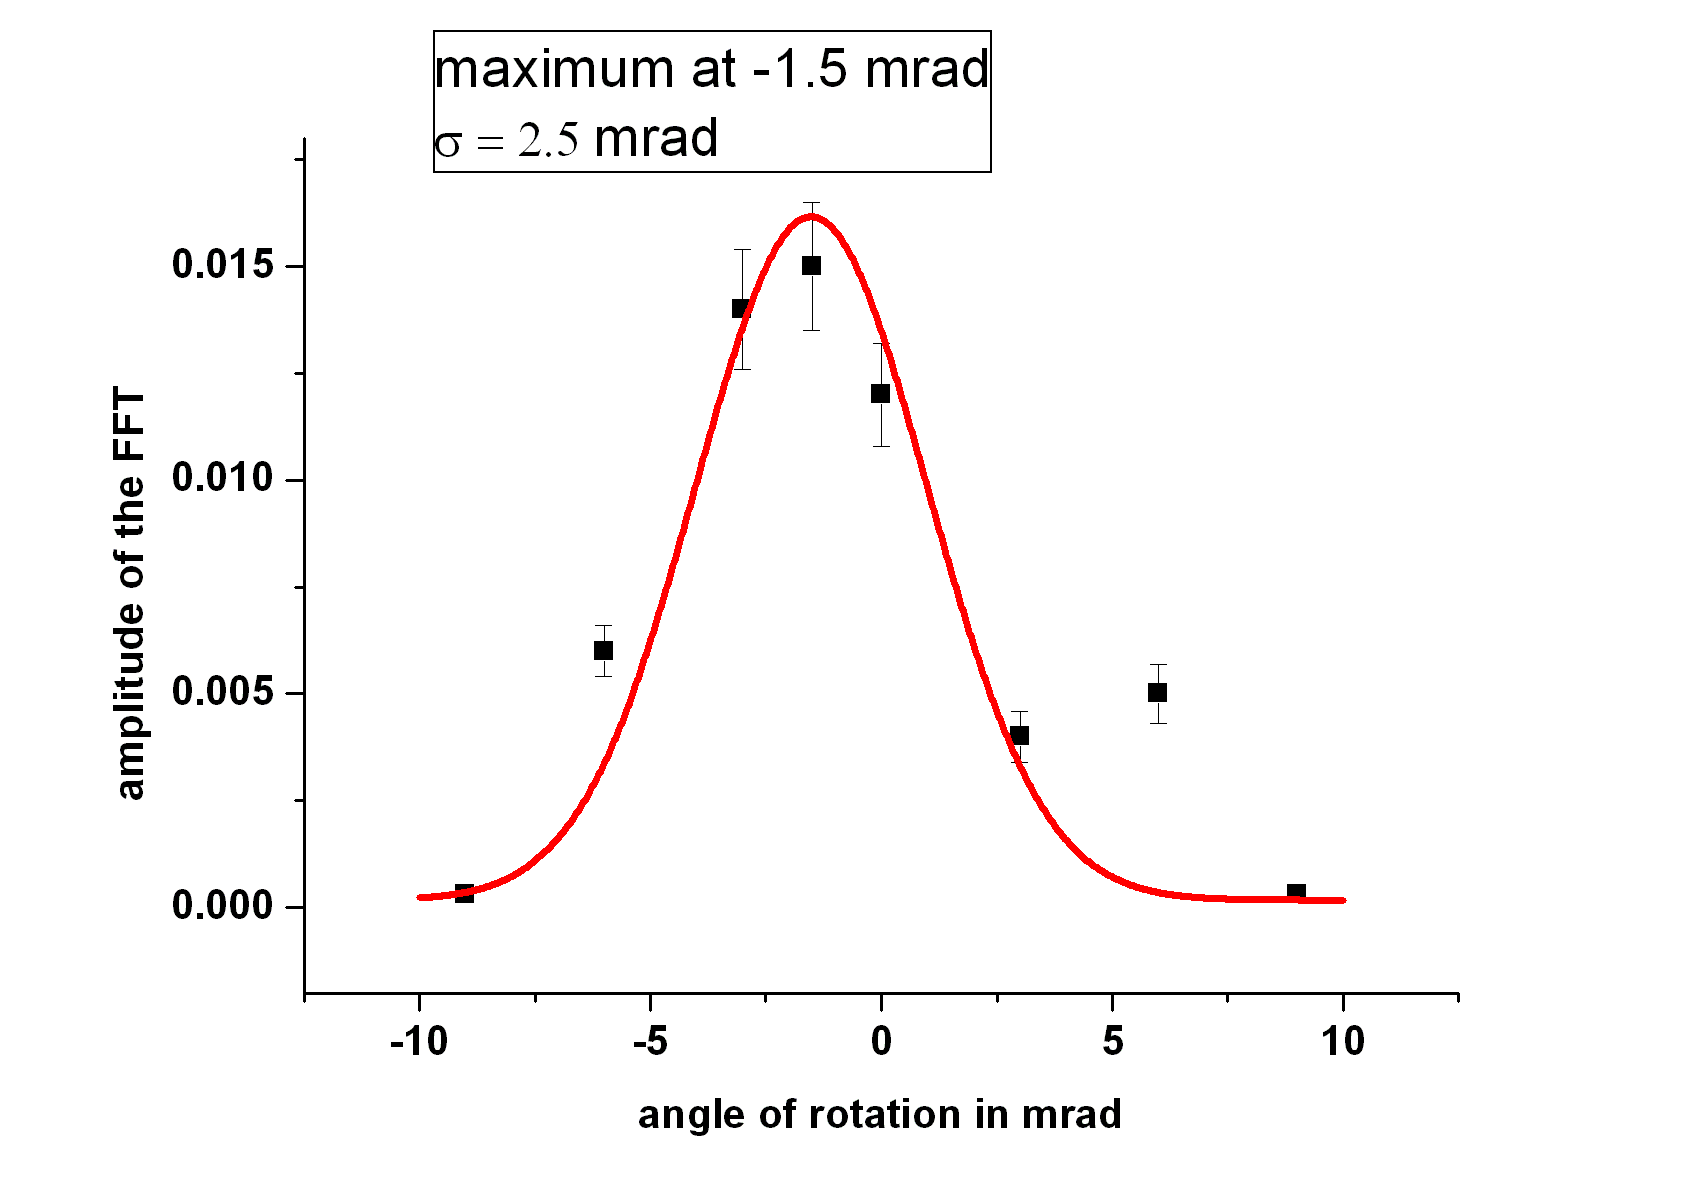 maximum at -1.5 mrad
σ = 2.5 mrad
0.015
0.010
0.005
0.000
amplitude of the FFT
-10 -5 0 5 10
angle of rotation in mrad